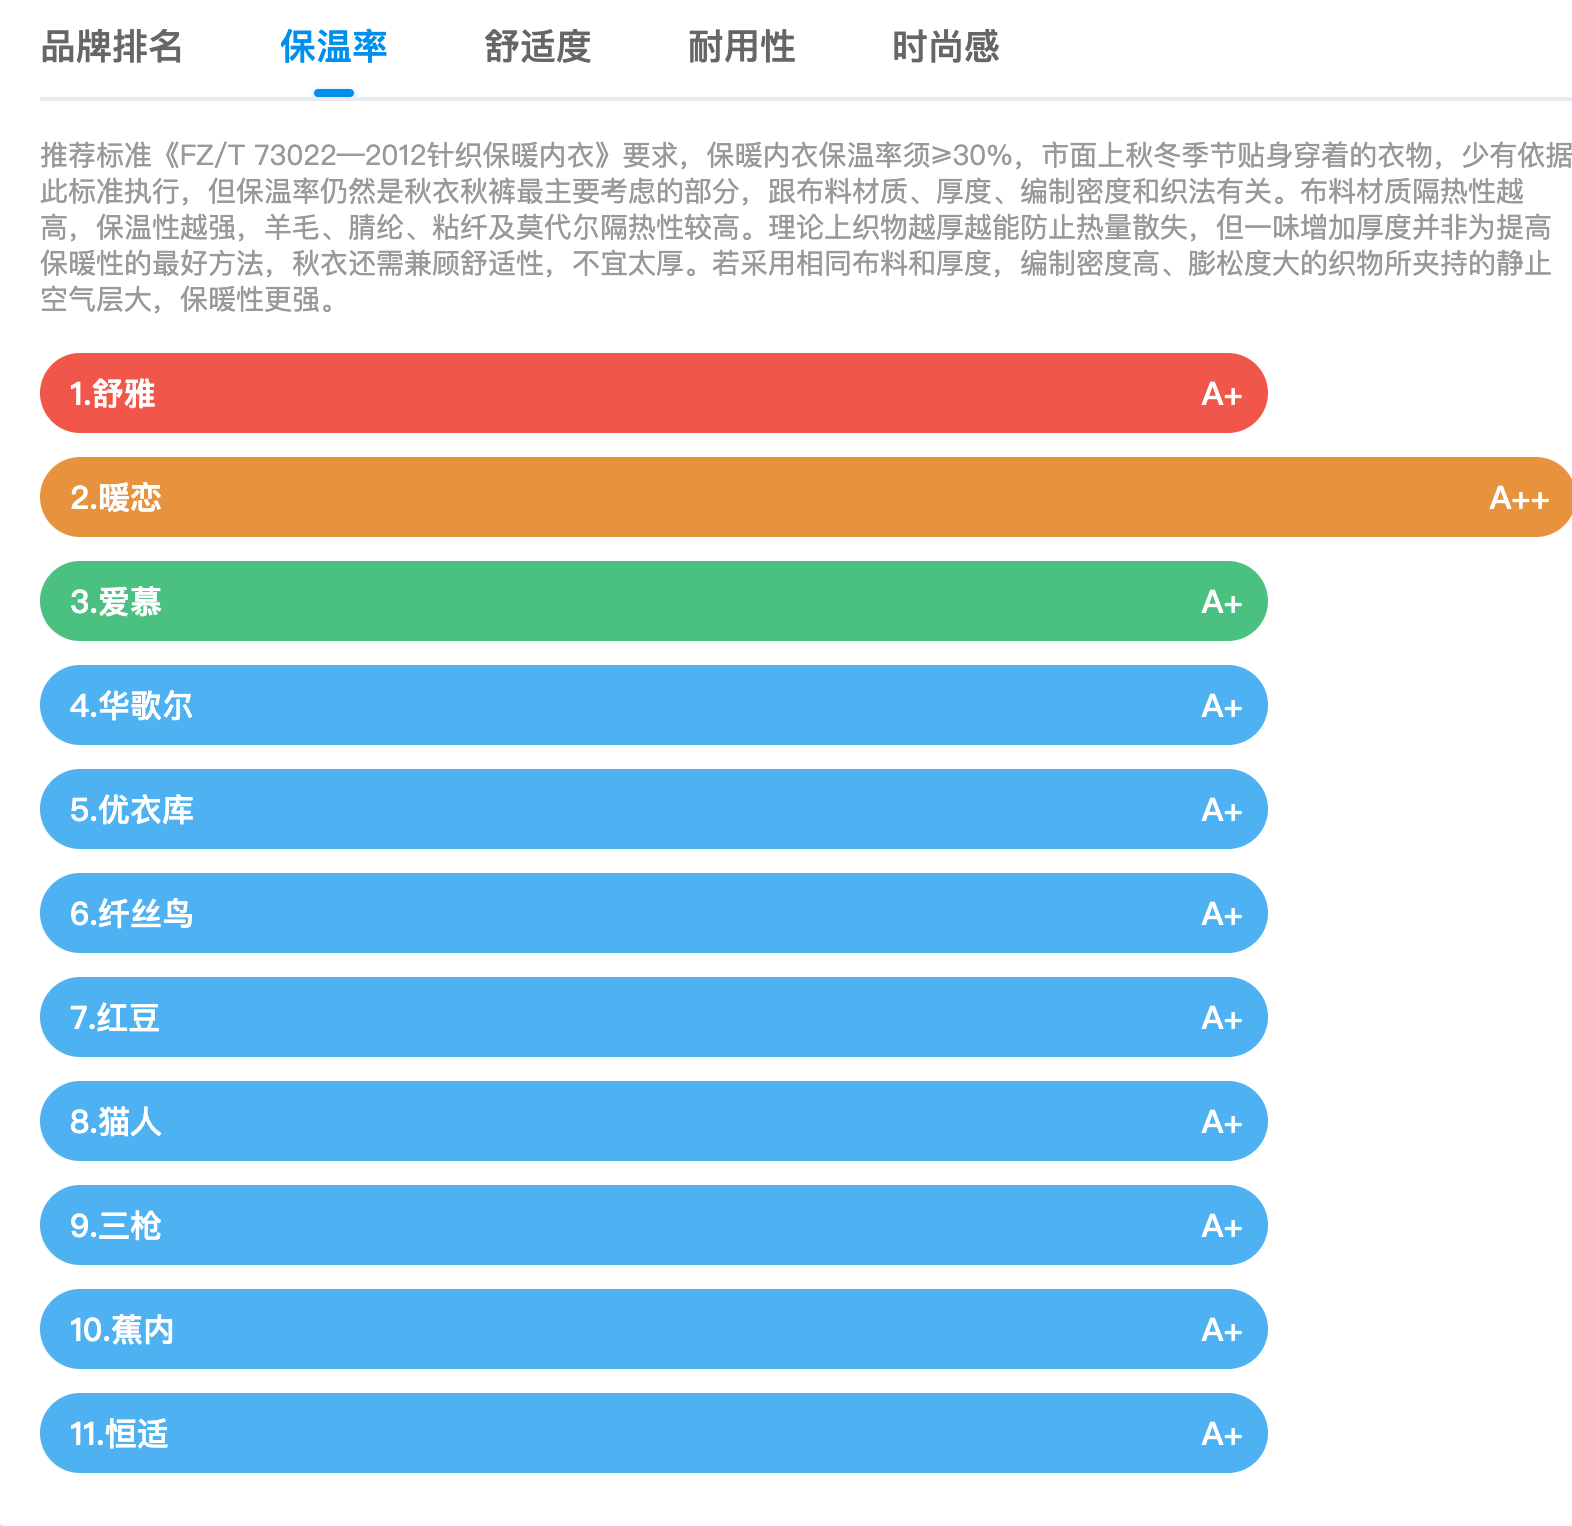 品牌排名 保温率 舒适度 耐用性 时尚感
推荐标准《FZ/T 73022—2012针织保暖内衣》要求，保暖内衣保温率须≥30%，市面上秋冬季节贴身穿着的衣物，少有依据
此标准执行，但保温率仍然是秋衣秋裤最主要考虑的部分，跟布料材质、厚度、编制密度和织法有关。布料材质隔热性越
高，保温性越强，羊毛、腈纶、粘纤及莫代尔隔热性较高。理论上织物越厚越能防止热量散失，但一味增加厚度并非为提高
保暖性的最好方法，秋衣还需兼顾舒适性，不宜太厚。若采用相同布料和厚度，编制密度高、膨松度大的织物所夹持的静止
空气层大，保暖性更强。
1.舒雅 A+
2.暖恋 A++
3.爱慕 A+
4.华歌尔 A+
5.优衣库 A+
6.纤丝鸟 A+
7.红豆 A+
8.猫人 A+
9.三枪 A+
10.蕉内 A+
11.恒适 A+